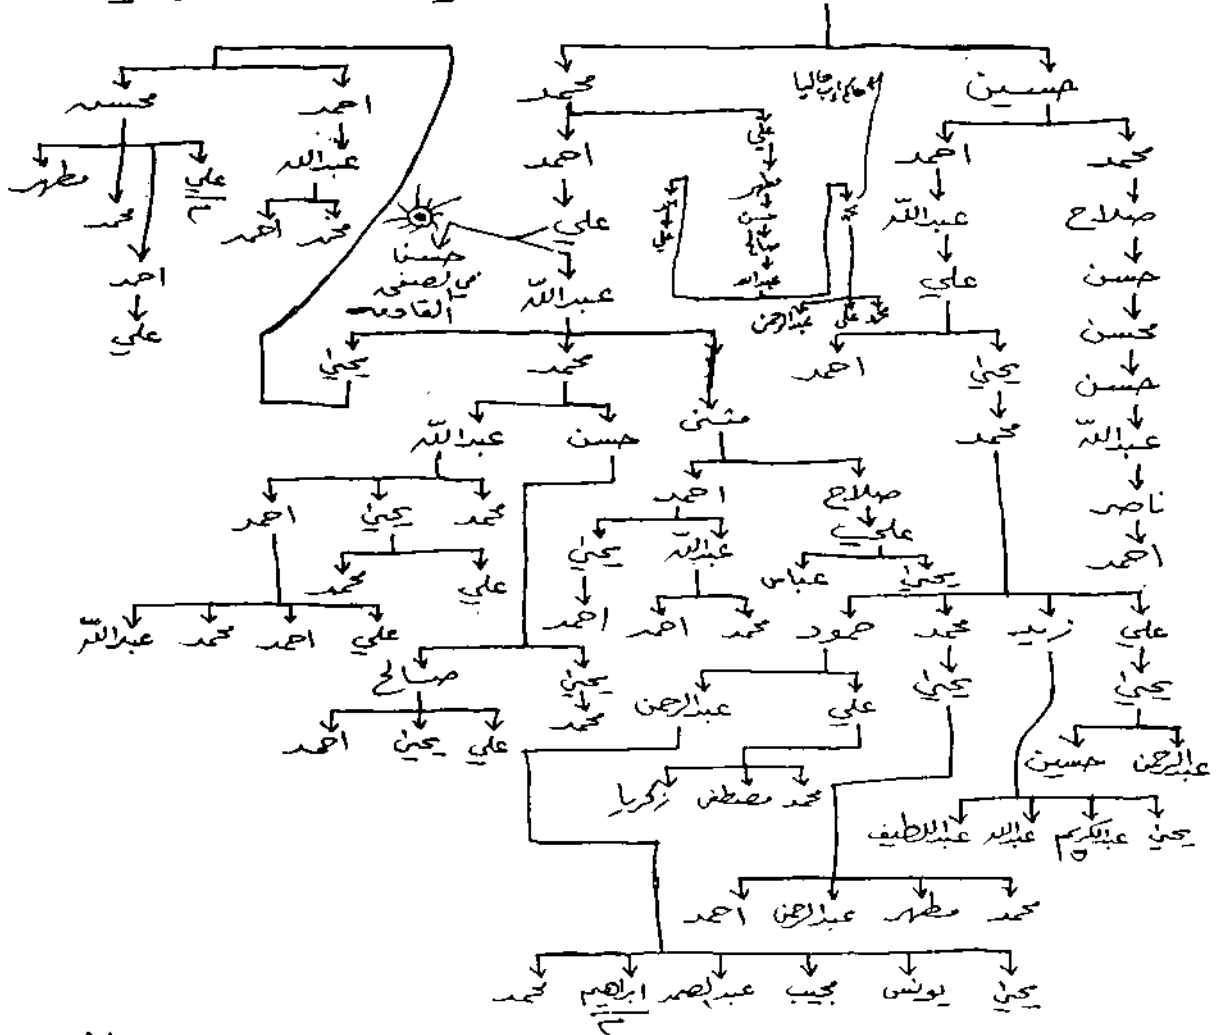 محمد
حسين
محسن
احمد
احمد
احمد
محمد
علي
مطهر
علي
عبدالله
مطهر
محمد
احمد
محمد
علي
عبدالله
صلاح
حسن
احمد
عبدالله
علي
حسن
علي
عبدالله
عبدالرحمن
علي
محمد
محسن
يحيى
محمد
احمد
يحيى
حسن
عبدالله
حسن
مثنى
محمد
عبدالله
احمد
صلاح
ناصر
احمد
يحيى
محمد
علي
يحيى
عبدالله
احمد
محمد
علي
عباس
يحيى
عبدالله
محمد
احمد
علي
احمد
احمد
محمد
حمود
محمد
زيد
علي
صالح
يحيى
يحيى
يحيى
احمد
يحيى
علي
محمد
عبدالرحمن
علي
حسين
عبدالرحمن
زكريا
مصطفى
محمد
عبداللطيف
عبدالله
عبدالكريم
يحيى
احمد
عبدالرحمن
مطهر
محمد
محمد
ابراهيم
عبدالصمد
مجيب
يونس
يحيى